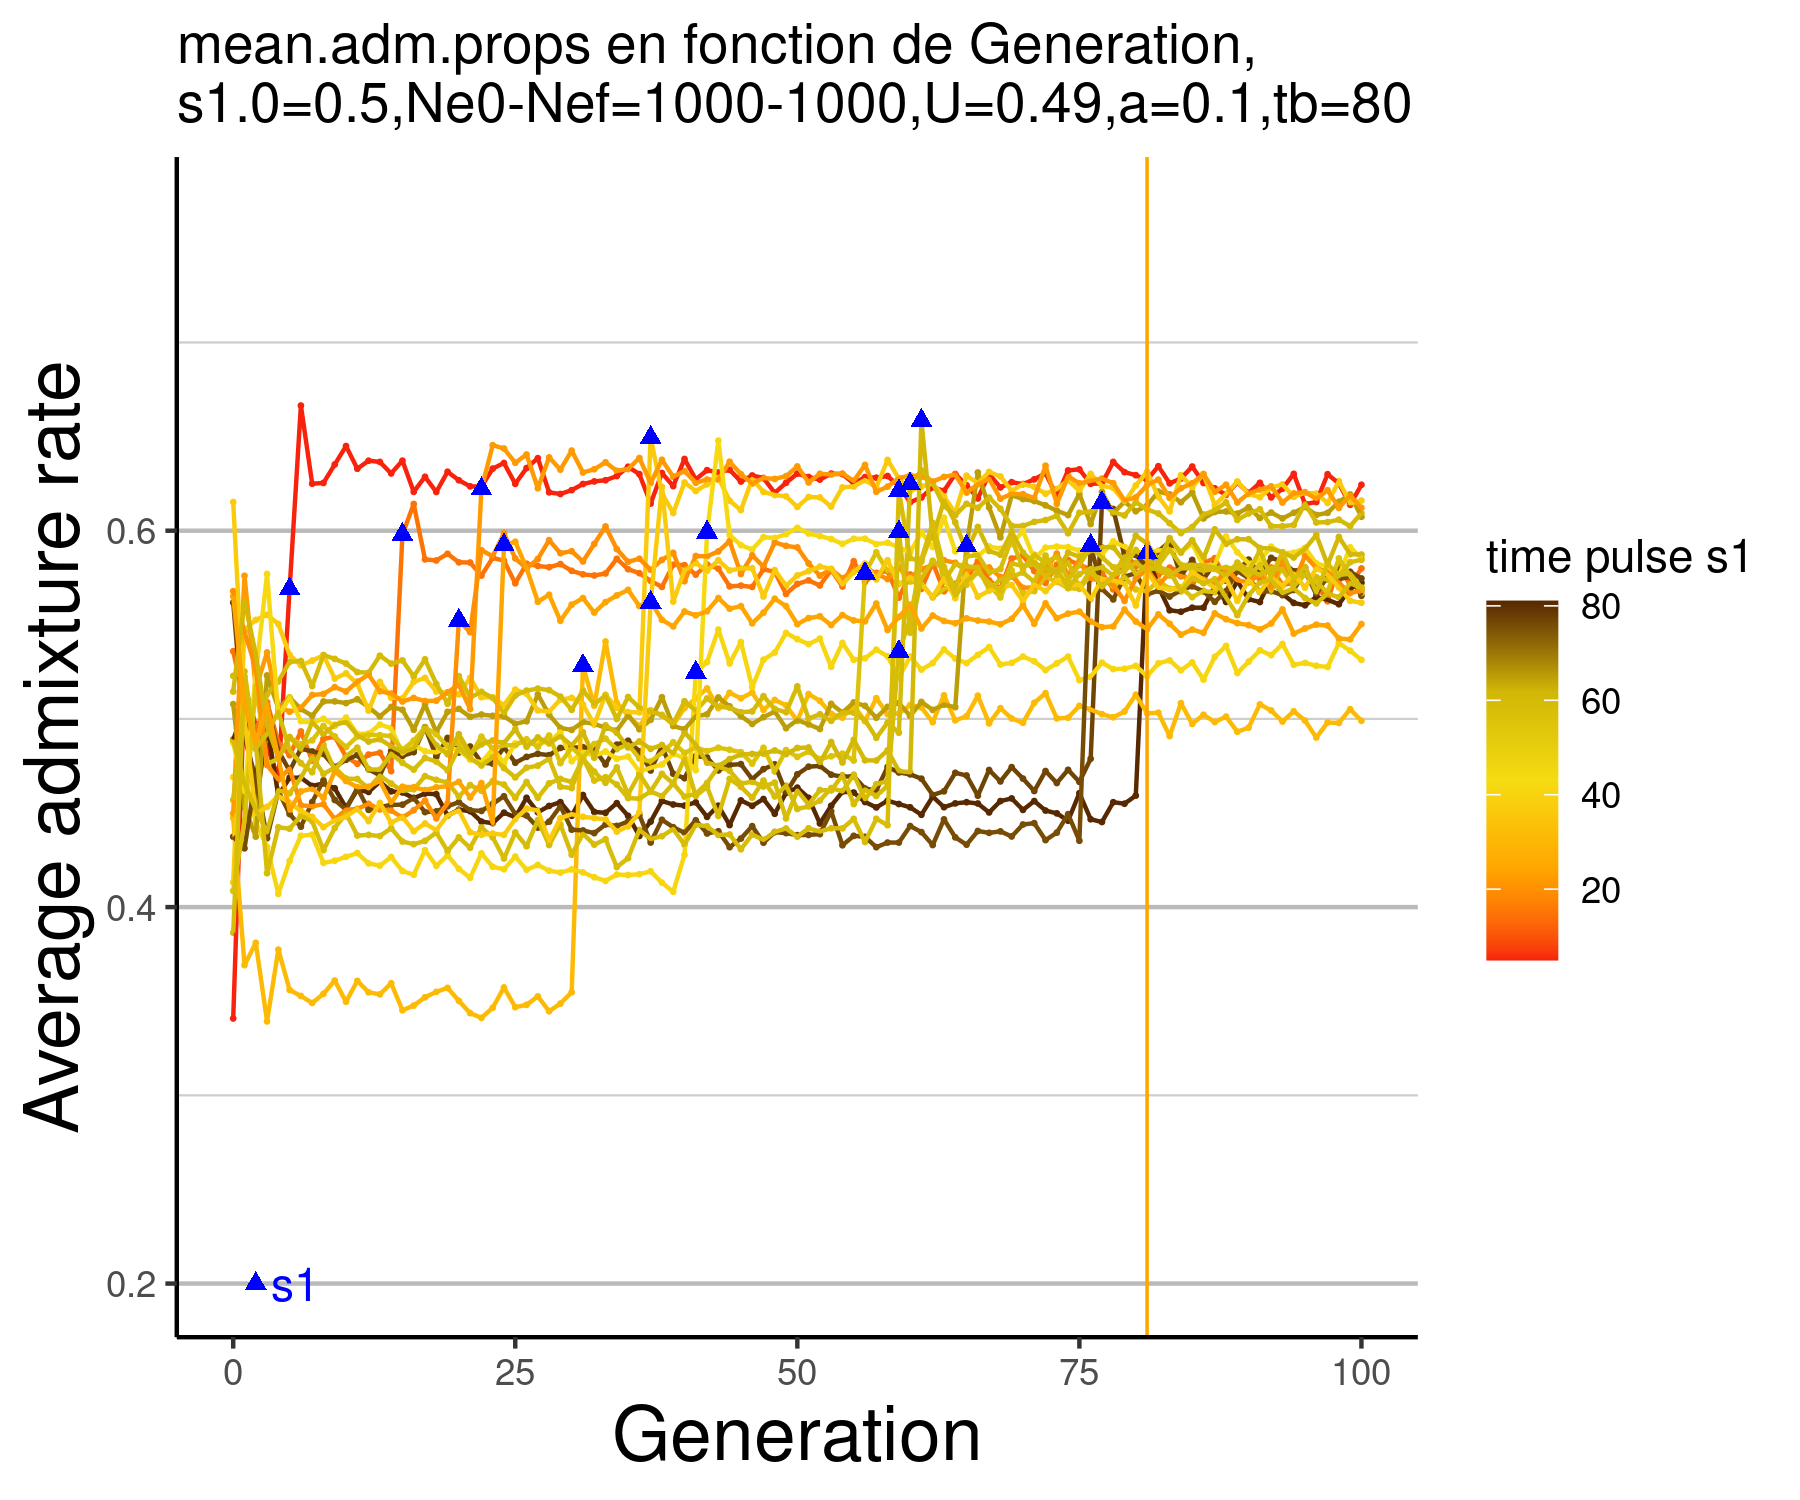 mean.adm.props en fonction de Generation,
s1.0=0.5,Ne0-Nef=1000-1000,U=0.49,a=0.1,tb=80
Average admixture rate
0.6
0.4
0.2
s1
0 25 50 75 100
Generation
time pulse s1
80
60
40
20